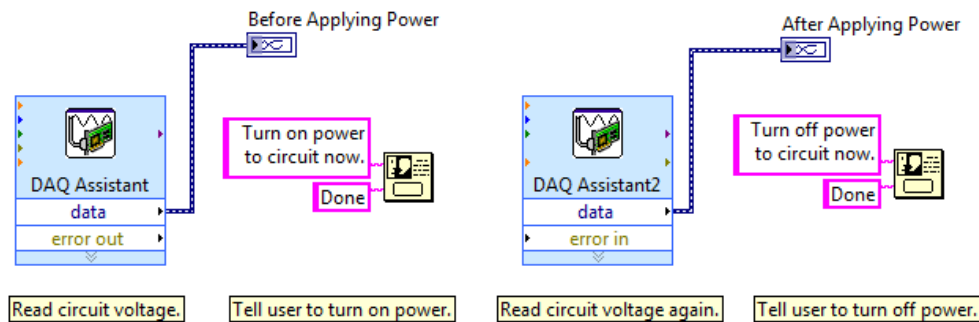 Before Applying Power
After Applying Power
Turn on power
to circuit now.
Turn off power
to circuit now.
DAQ Assistant
Done
DAQ Assistant2
Done
data
data
error out
error in
Read circuit voltage.
Tell user to turn on power.
Read circuit voltage again.
Tell user to turn off power.